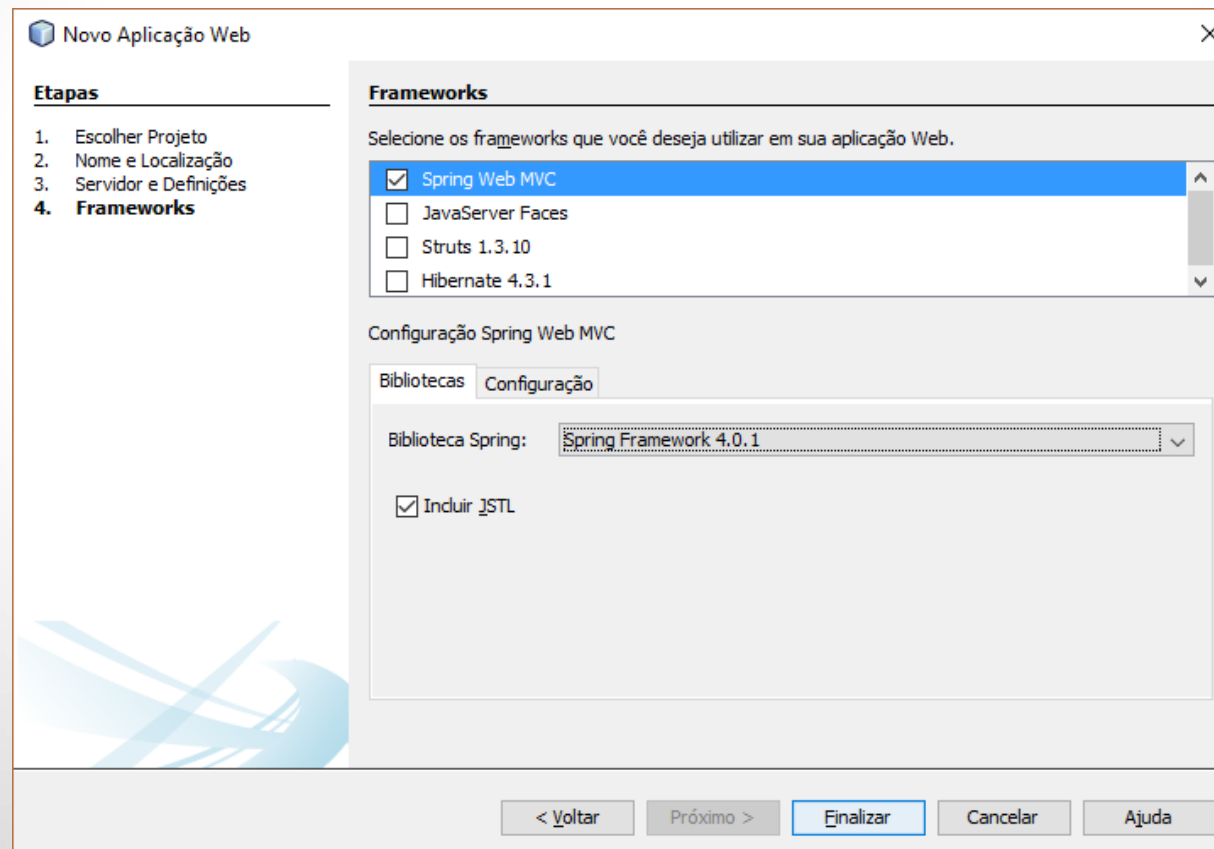 Novo Aplicação Web
Etapas
1. Escolher Projeto
2. Nome e Localização
3. Servidor e Definições
4. Frameworks
Frameworks
Selecione os frameworks que você deseja utilizar em sua aplicação Web.
Spring Web MVC
JavaServer Faces
Struts 1.3.10
Hibernate 4.3.1
Configuração Spring Web MVC
Bibliotecas Configuração
Biblioteca Spring: Spring Framework 4.0.1
Incluir JSTL
< Voltar Próximo > Finalizar Cancelar Ajuda